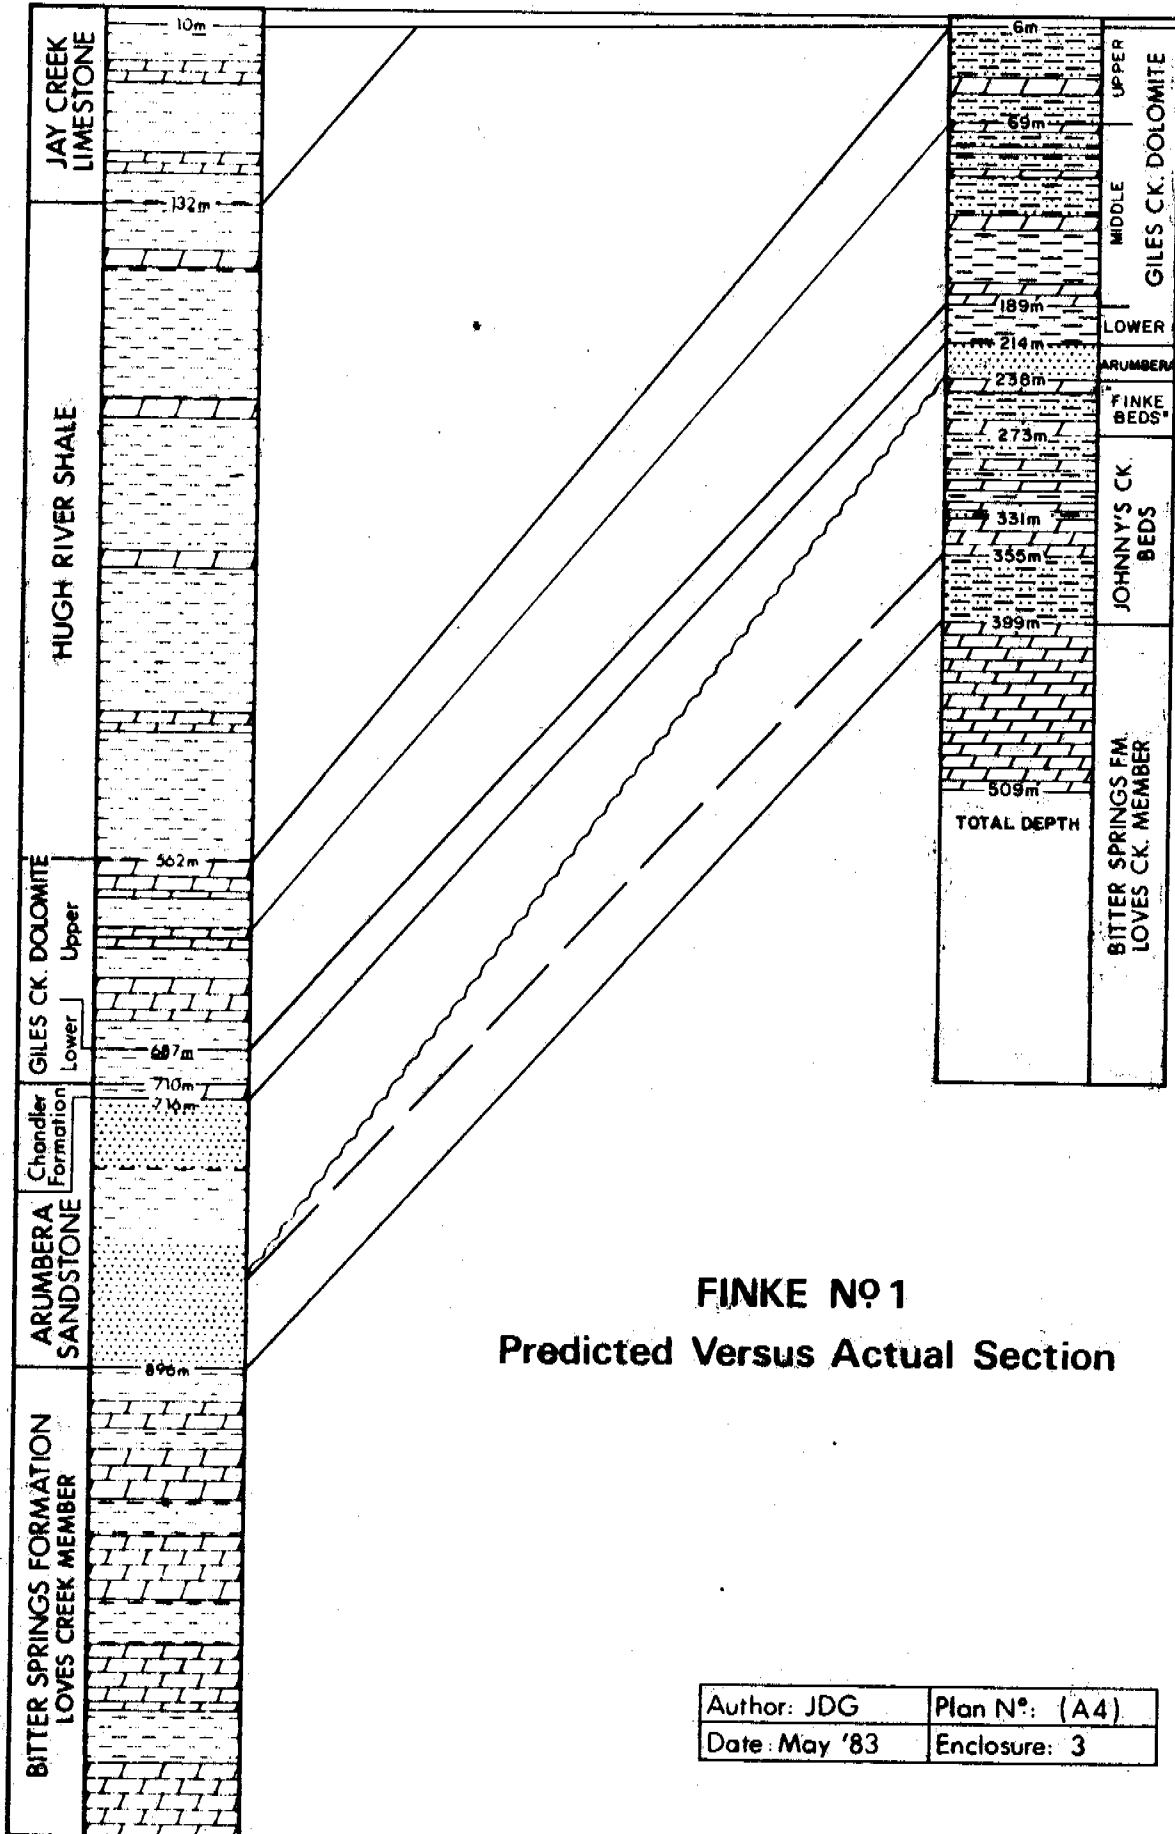 JAY CREEK
LIMESTONE
HUGH RIVER SHALE
GILES CK. DOLOMITE
Upper
Lower
Chandler
Formation
ARUMBERA
SANDSTONE
BITTER SPRINGS FORMATION
LOVES CREEK MEMBER
10m
132m
562m
687m
710m
716m
896m
6m
69m
189m
214m
238m
273m
331m
355m
399m
509m
TOTAL DEPTH
UPPER
MIDDLE
LOWER
GILES CK. DOLOMITE
ARUMBERA
"FINKE
BEDS"
JOHNNY'S CK.
BEDS
BITTER SPRINGS FM.
LOVES CK. MEMBER
FINKE Nº 1
Predicted Versus Actual Section
Author: JDG
Plan Nº: (A4)
Date: May '83
Enclosure: 3